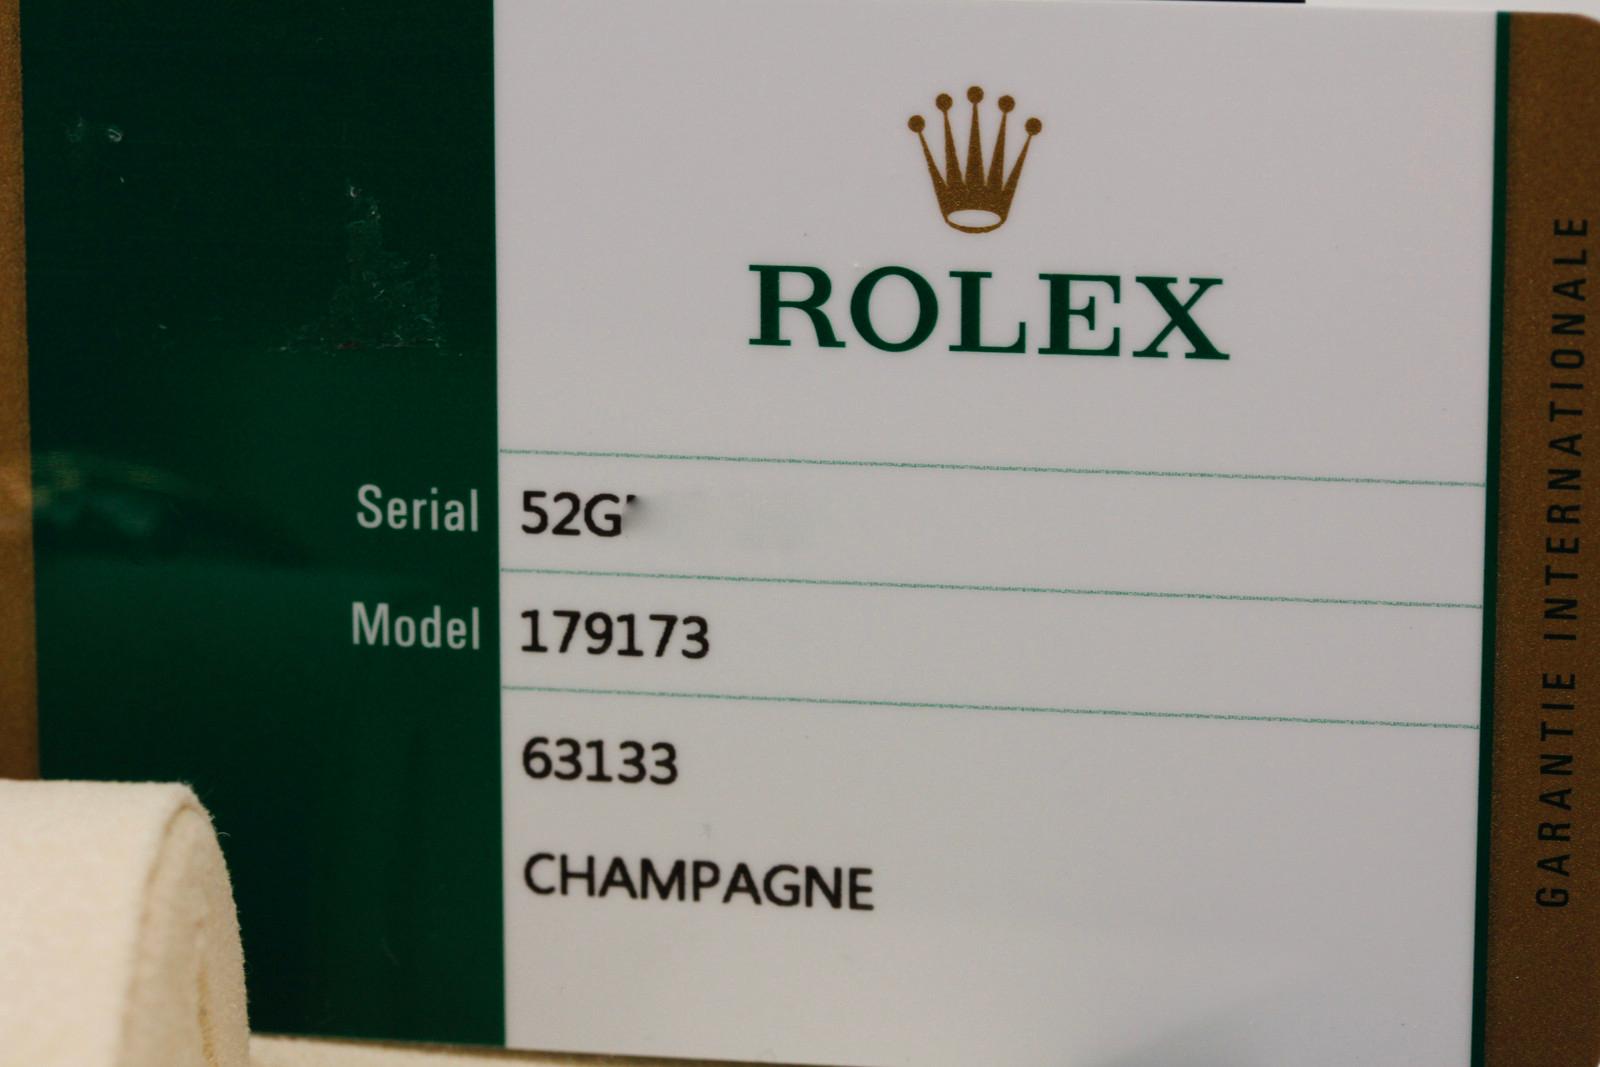 ROLEX
Serial 52G
Model 179173
63133
CHAMPAGNE
GARANTIE INTERNATIONALE